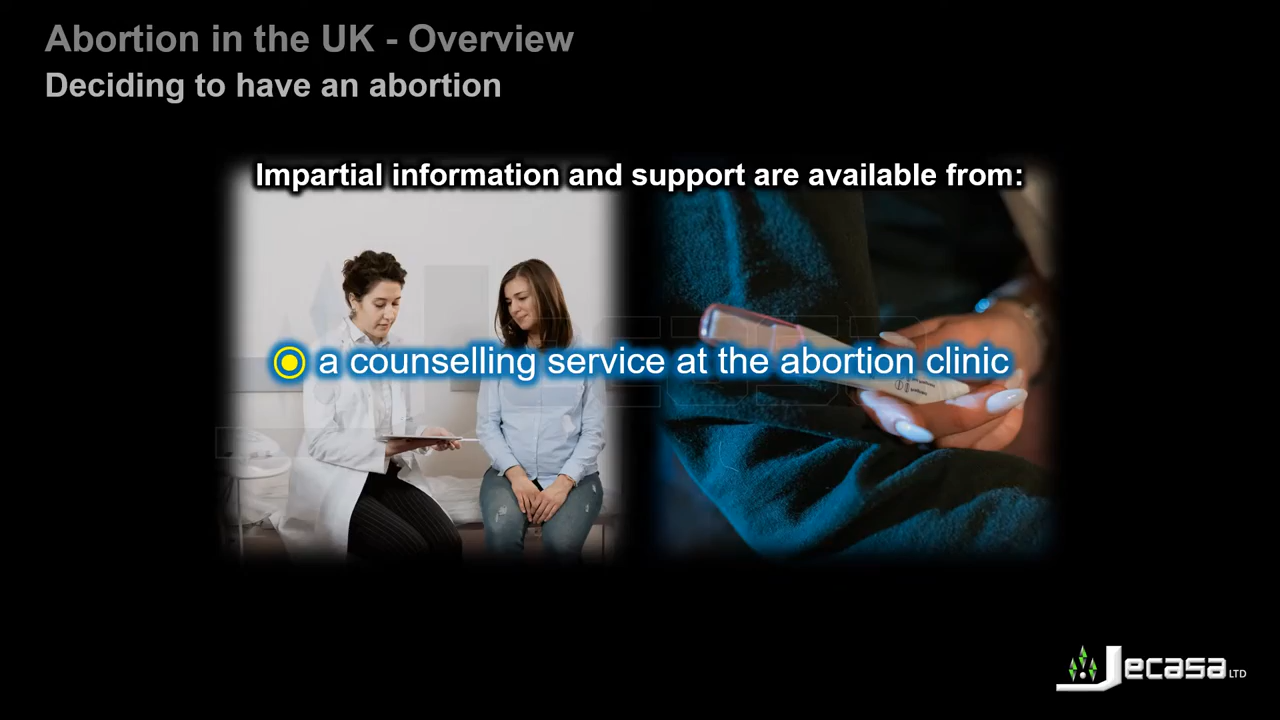 Abortion in the UK - Overview
Deciding to have an abortion
Impartial information and support are available from:
a counselling service at the abortion clinic
Jecasa LTD